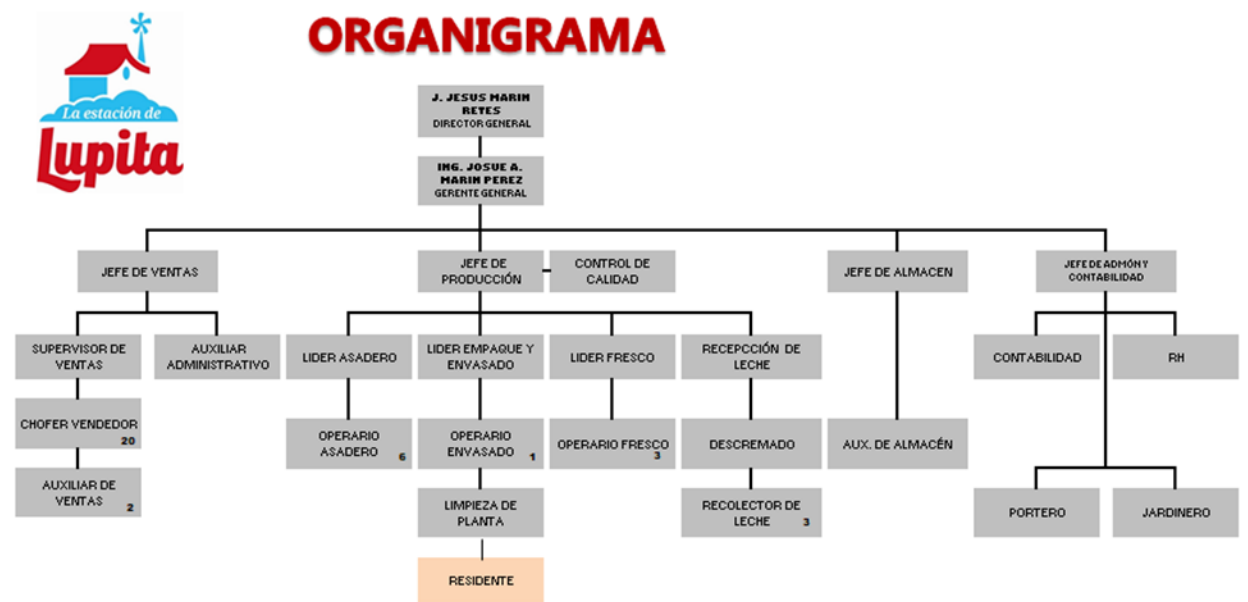 ORGANIGRAMA
La estación de
Lupita
J. JESUS MARIN
RETES
DIRECTOR GENERAL
ING. JOSUE A.
MARIN PEREZ
GERENTE GENERAL
JEFE DE VENTAS
JEFE DE
PRODUCCIÓN
CONTROL DE
CALIDAD
JEFE DE ALMACEN
JEFE DE ADMÓN Y
CONTABILIDAD
SUPERVISOR DE
VENTAS
AUXILIAR
ADMINISTRATIVO
LIDER ASADERO
LIDER EMPAQUE Y
ENVASADO
LIDER FRESCO
RECEPCCIÓN DE
LECHE
CONTABILIDAD
RH
CHOFER VENDEDOR
20
OPERARIO
ASADERO 6
OPERARIO
ENVASADO 1
OPERARIO FRESCO
3
DESCREMADO
AUX. DE ALMACÉN
AUXILIAR DE
VENTAS 2
LIMPIEZA DE
PLANTA
RECOLECTOR DE
LECHE 3
PORTERO
JARDINERO
RESIDENTE